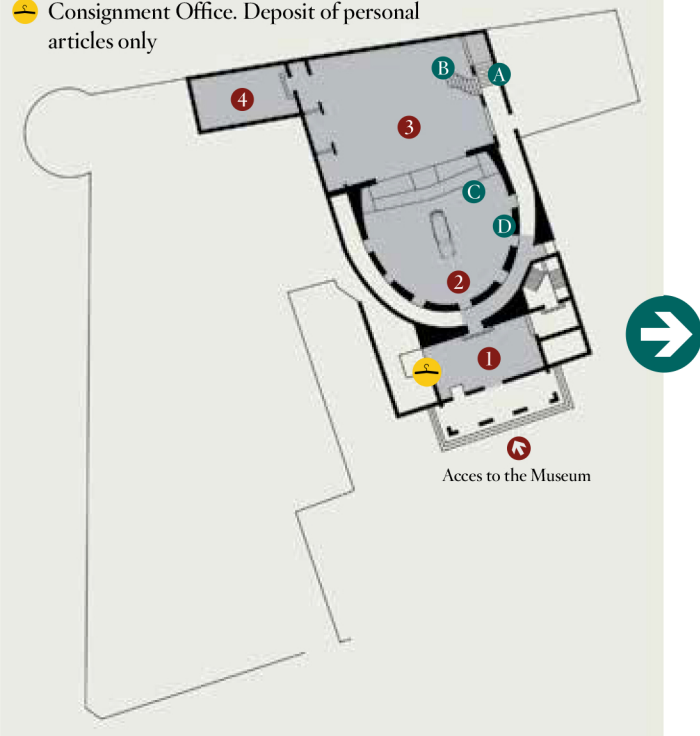 Consignment Office. Deposit of personal
articles only
B
A
4
3
C
D
2
1
Acces to the Museum